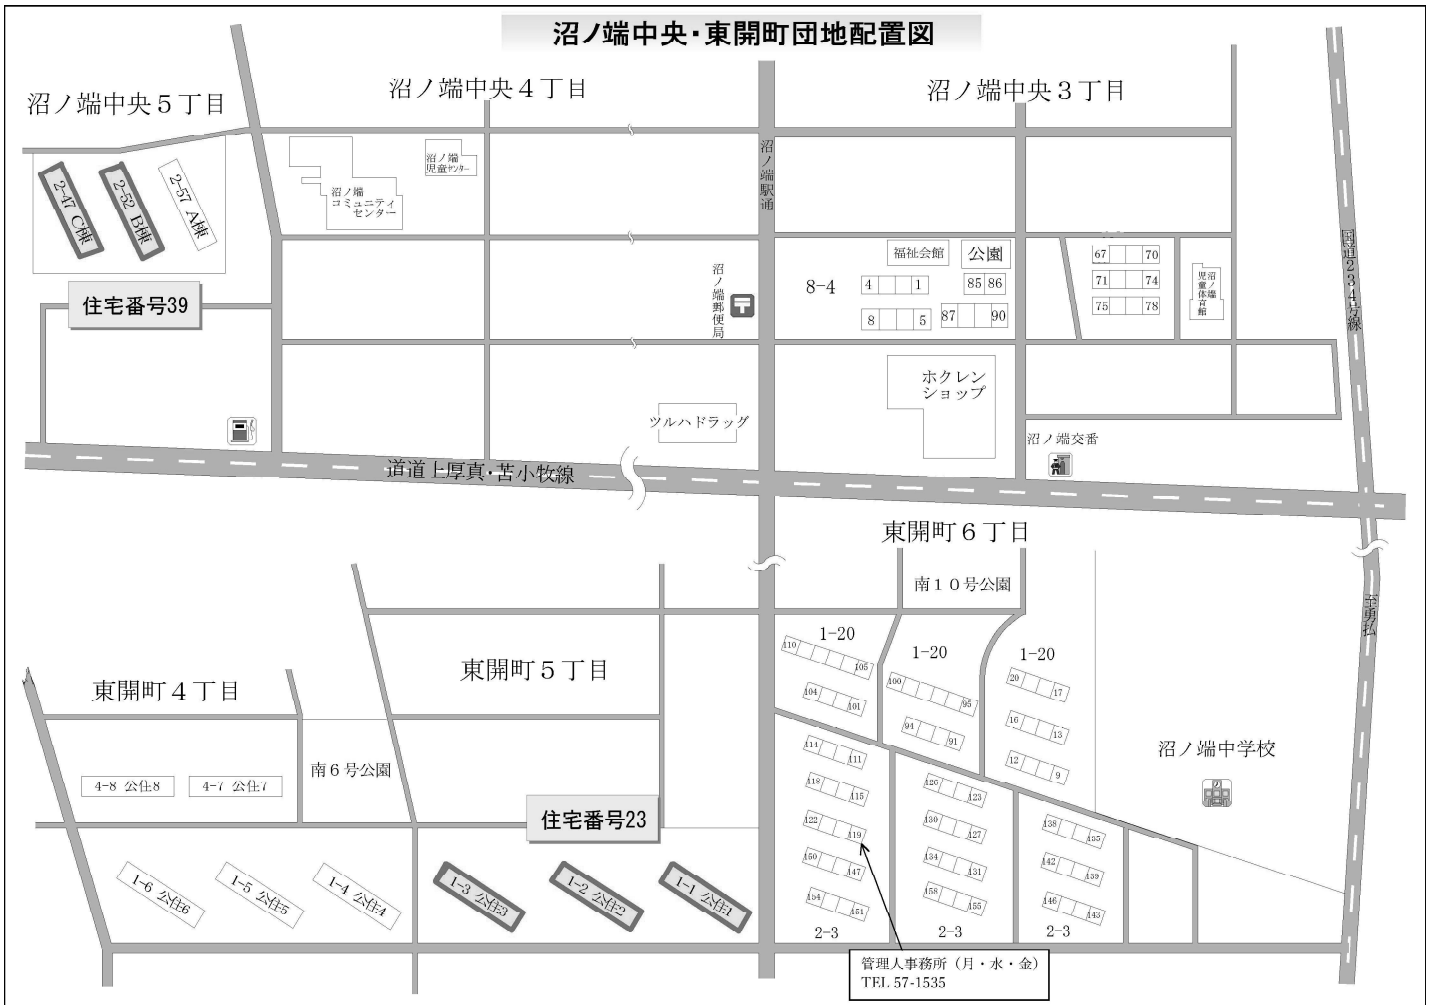 沼ノ端中央・東開町団地配置図
沼ノ端中央５丁目
沼ノ端中央４丁目
沼ノ端中央３丁目
2-47 C棟
2-52 B棟
2-57 A棟
住宅番号39
沼ノ端
コミュニティ
センター
沼ノ端
児童センター
沼ノ端駅通
沼ノ端郵便局
福祉会館
公園
8-4
4
1
85
86
8
5
87
90
67
70
71
74
75
78
沼ノ端
児童体育館
国道234号線
ホクレン
ショップ
ツルハドラッグ
沼ノ端交番
道道上厚真・苫小牧線
東開町６丁目
南１０号公園
至勇払
東開町４丁目
東開町５丁目
南６号公園
4-8 公住8
4-7 公住7
住宅番号23
1-6 公住6
1-5 公住5
1-4 公住4
1-3 公住3
1-2 公住2
1-1 公住1
1-20
110
105
104
101
1-20
100
95
94
91
1-20
20
17
16
13
12
9
沼ノ端中学校
114
111
118
115
122
119
150
147
154
151
2-3
126
123
130
127
134
131
158
155
2-3
138
135
142
139
146
143
2-3
管理人事務所（月・水・金）
TEL 57-1535